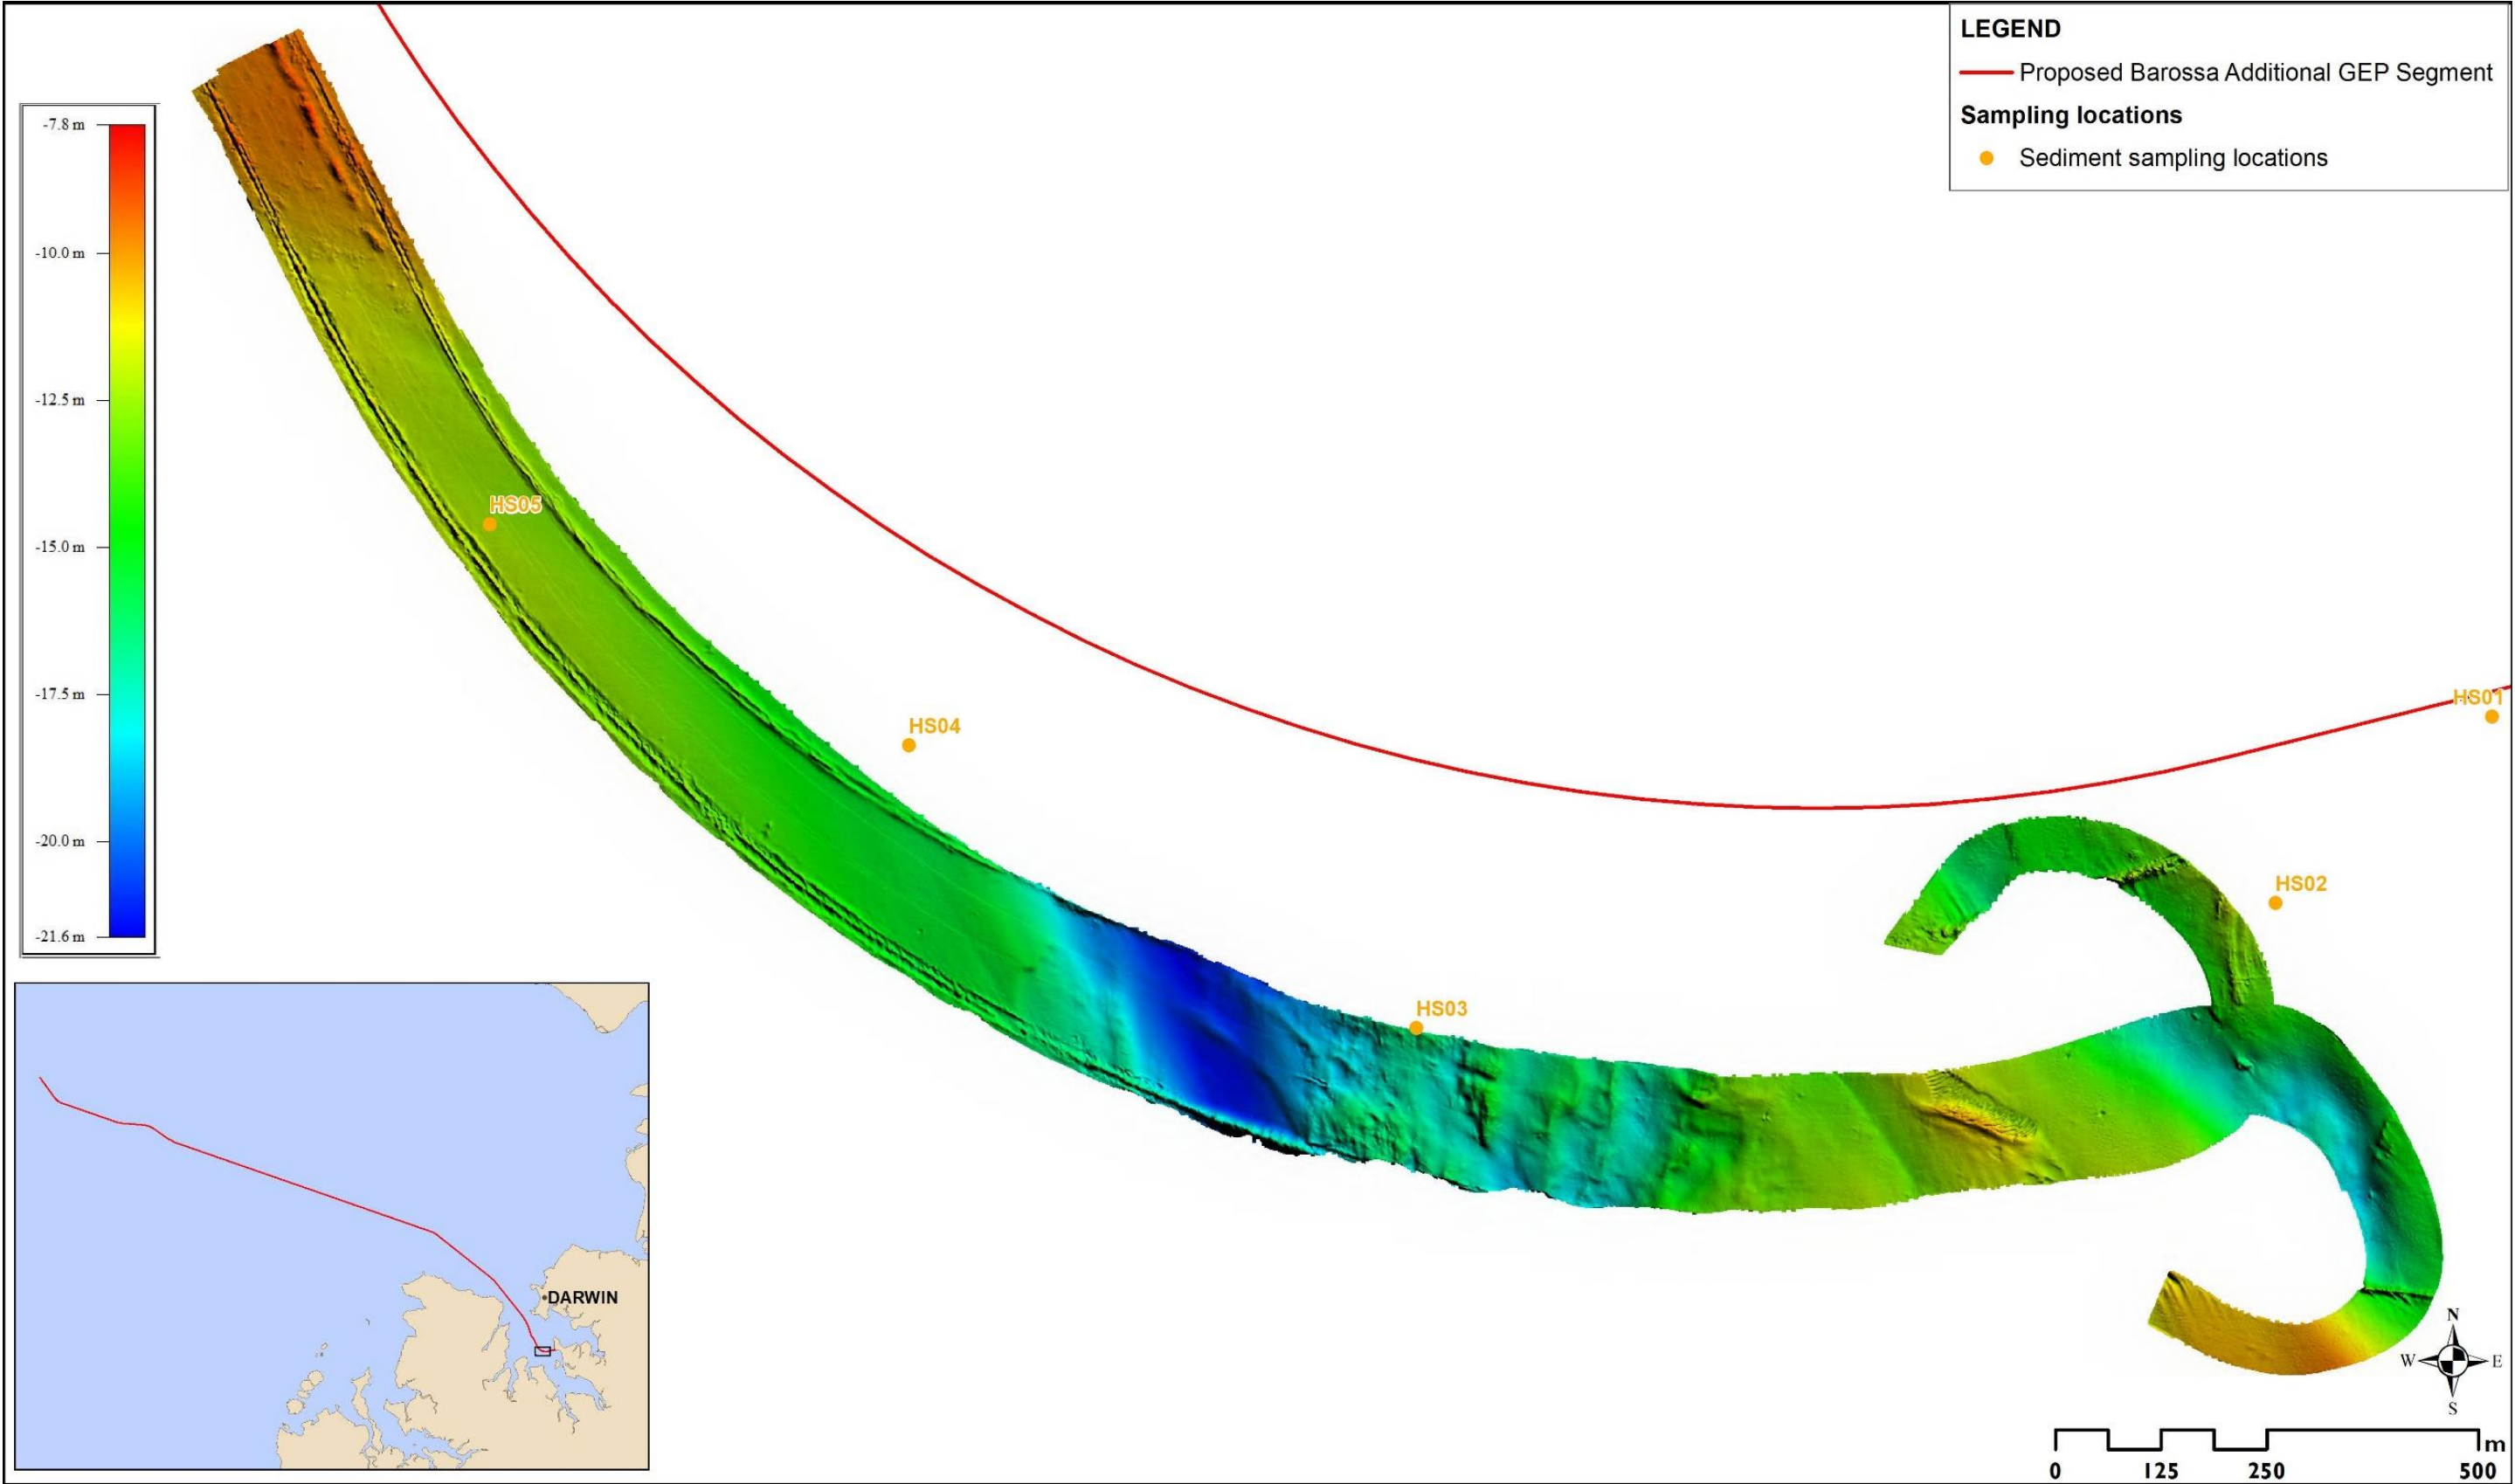 LEGEND
Proposed Barossa Additional GEP Segment
Sampling locations
Sediment sampling locations
-7.8 m
-10.0 m
-12.5 m
-15.0 m
-17.5 m
-20.0 m
-21.6 m
HS05
HS04
HS01
HS02
HS03
DARWIN
N
W E
S
m
0 125 250 500